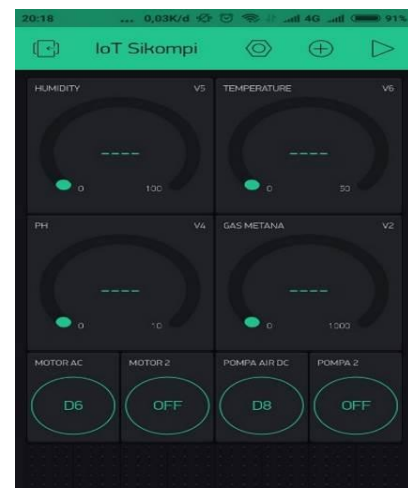 20:18 ... 0,03K/d 4G 91%
IoT Sikompi
HUMIDITY V5
TEMPERATURE V6
----
----
0 100
0 50
PH V4
GAS METANA V2
----
----
0 10
0 1000
MOTOR AC
MOTOR 2
POMPA AIR DC
POMPA 2
D6
OFF
D8
OFF